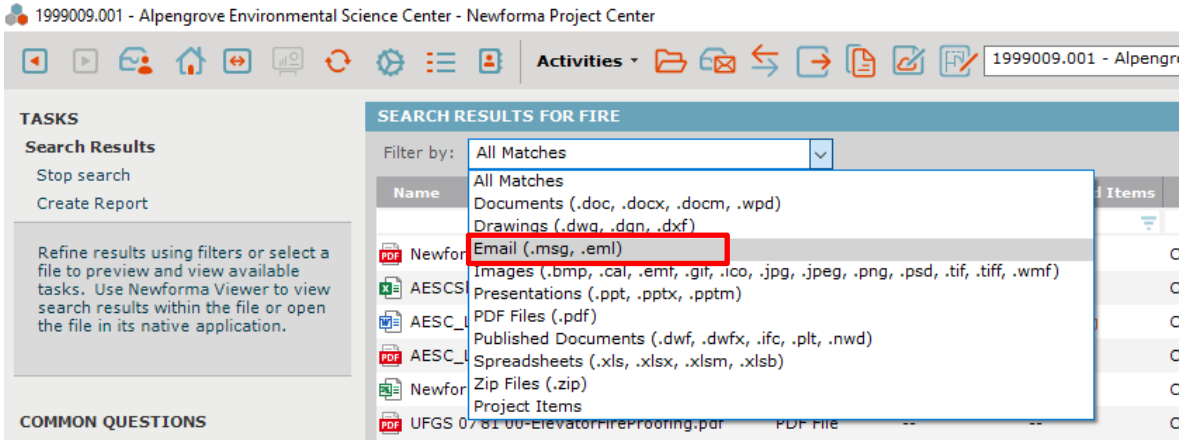 1999009.001 - Alpengrove Environmental Science Center - Newforma Project Center
Activities
1999009.001 - Alpengr
TASKS
Search Results
Stop search
Create Report
Refine results using filters or select a
file to preview and view available
tasks. Use Newforma Viewer to view
search results within the file or open
the file in its native application.
COMMON QUESTIONS
SEARCH RESULTS FOR FIRE
Filter by: All Matches
Name
Items
All Matches
Documents (.doc, .docx, .docm, .wpd)
Drawings (.dwg, .dgn, .dxf)
Email (.msg, .eml)
Images (.bmp, .cal, .emf, .gif, .ico, .jpg, .jpeg, .png, .psd, .tif, .tiff, .wmf)
Presentations (.ppt, .pptx, .pptm)
PDF Files (.pdf)
Published Documents (.dwf, .dwfx, .ifc, .plt, .nwd)
Spreadsheets (.xls, .xlsx, .xlsm, .xlsb)
Zip Files (.zip)
Project Items
PDF Newfor
AESCS
AESC_L
PDF AESC_L
Newfor
PDF UFGS 07 81 00-ElevatorFireProofing.pdf PDF File -- --